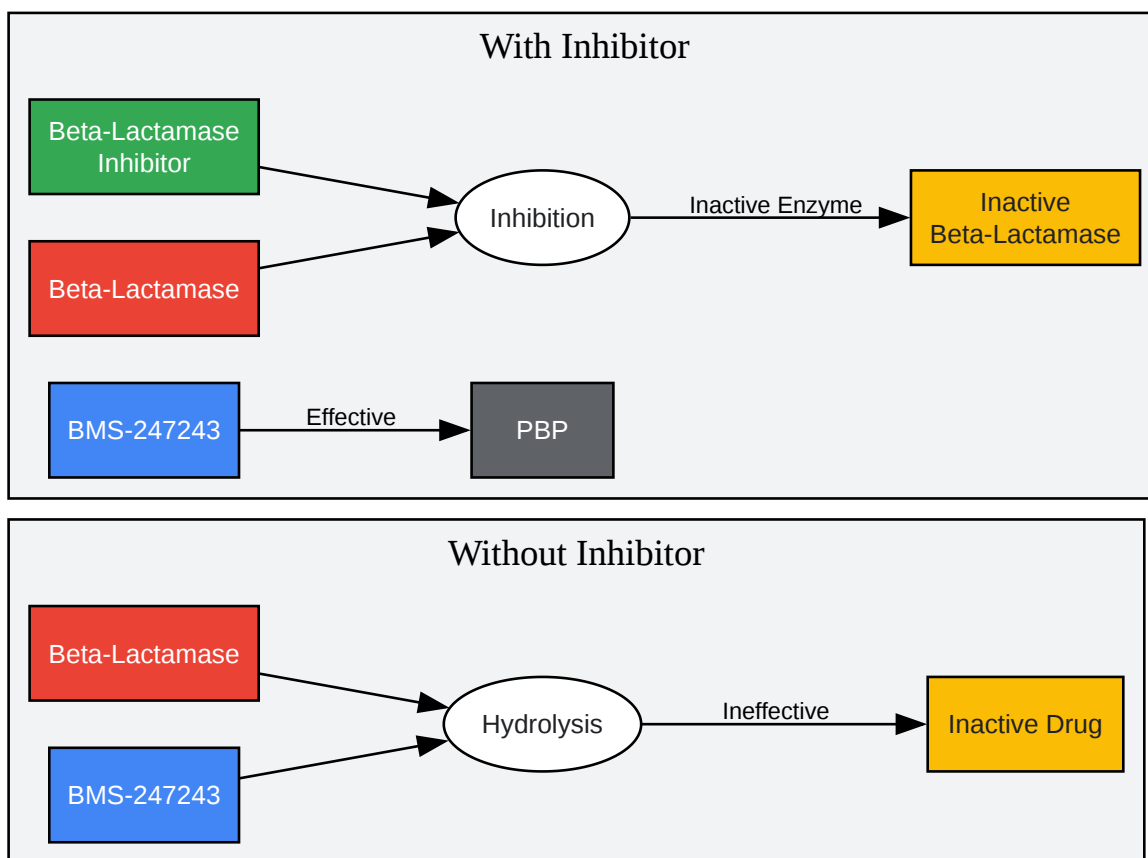 With Inhibitor
Beta-Lactamase
Inhibitor
Inhibition
Inactive Enzyme
Inactive
Beta-Lactamase
Beta-Lactamase
BMS-247243
Effective
PBP
Without Inhibitor
Beta-Lactamase
Hydrolysis
Ineffective
Inactive Drug
BMS-247243